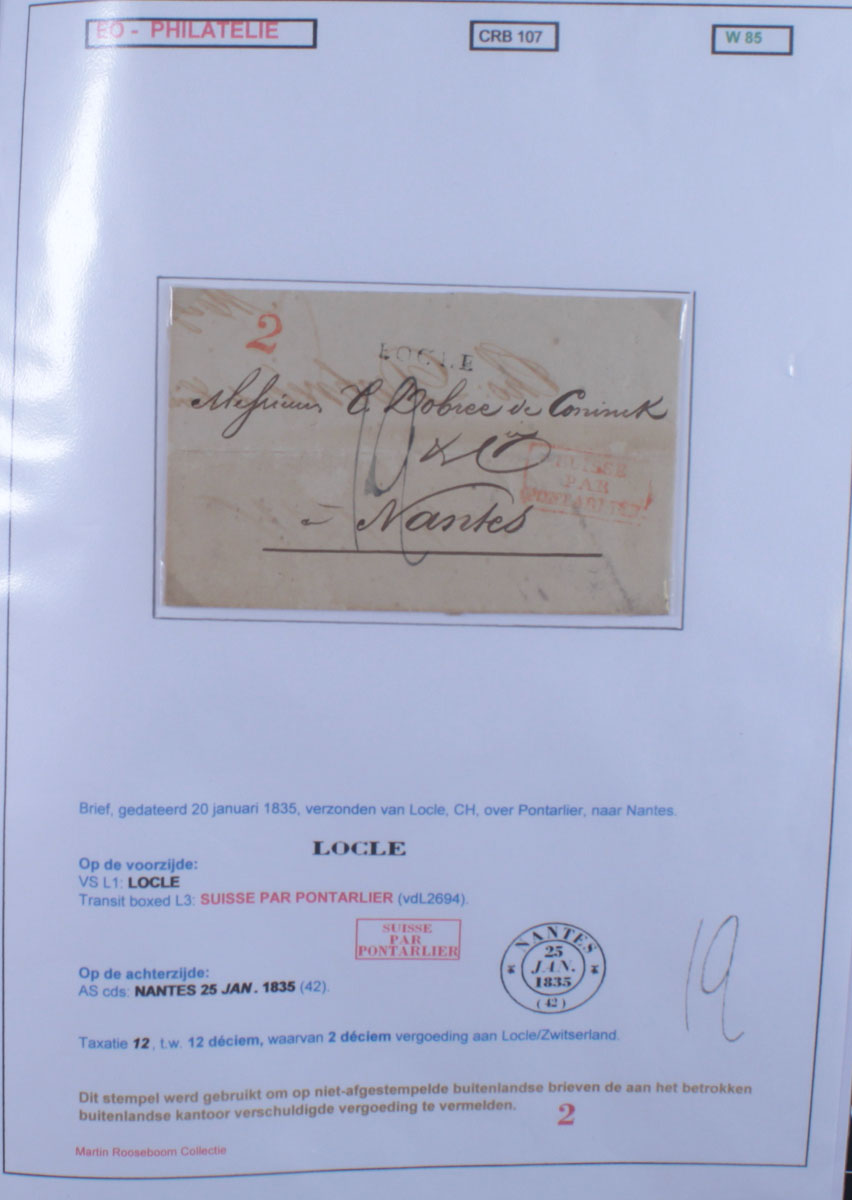 EO - PHILATELIE
CRB 107
W 85
2
LOCLE
Messieurs T. Dobree de Coninck
& Cie
SUISSE
PAR
PONTARLIER
à Nantes
Brief, gedateerd 20 januari 1835, verzonden van Locle, CH, over Pontarlier, naar Nantes.
LOCLE
Op de voorzijde:
VS L1: LOCLE
Transit boxed L3: SUISSE PAR PONTARLIER (vdL2694).
SUISSE
PAR
PONTARLIER
NANTES
25
JAN.
1835
(42)
Op de achterzijde:
AS cds: NANTES 25 JAN. 1835 (42).
Taxatie 12, t.w. 12 déciem, waarvan 2 déciem vergoeding aan Locle/Zwitserland.
Dit stempel werd gebruikt om op niet-afgestempelde buitenlandse brieven de aan het betrokken
buitenlandse kantoor verschuldigde vergoeding te vermelden.
2
Martin Rooseboom Collectie